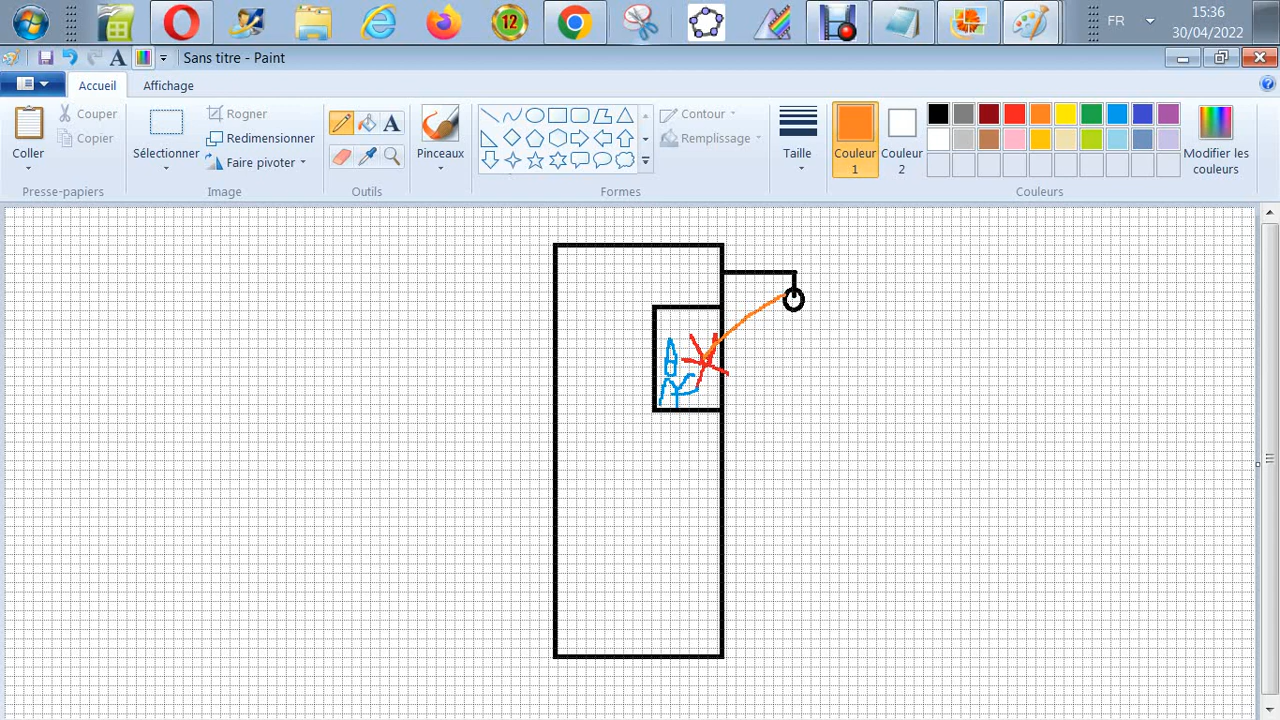 12
FR
15:36
30/04/2022
Sans titre - Paint
Accueil
Affichage
Coller
Couper
Copier
Presse-papiers
Sélectionner
Rogner
Redimensionner
Faire pivoter
Image
A
Outils
Pinceaux
Contour
Remplissage
Formes
Taille
Couleur
1
Couleur
2
Modifier les
couleurs
Couleurs